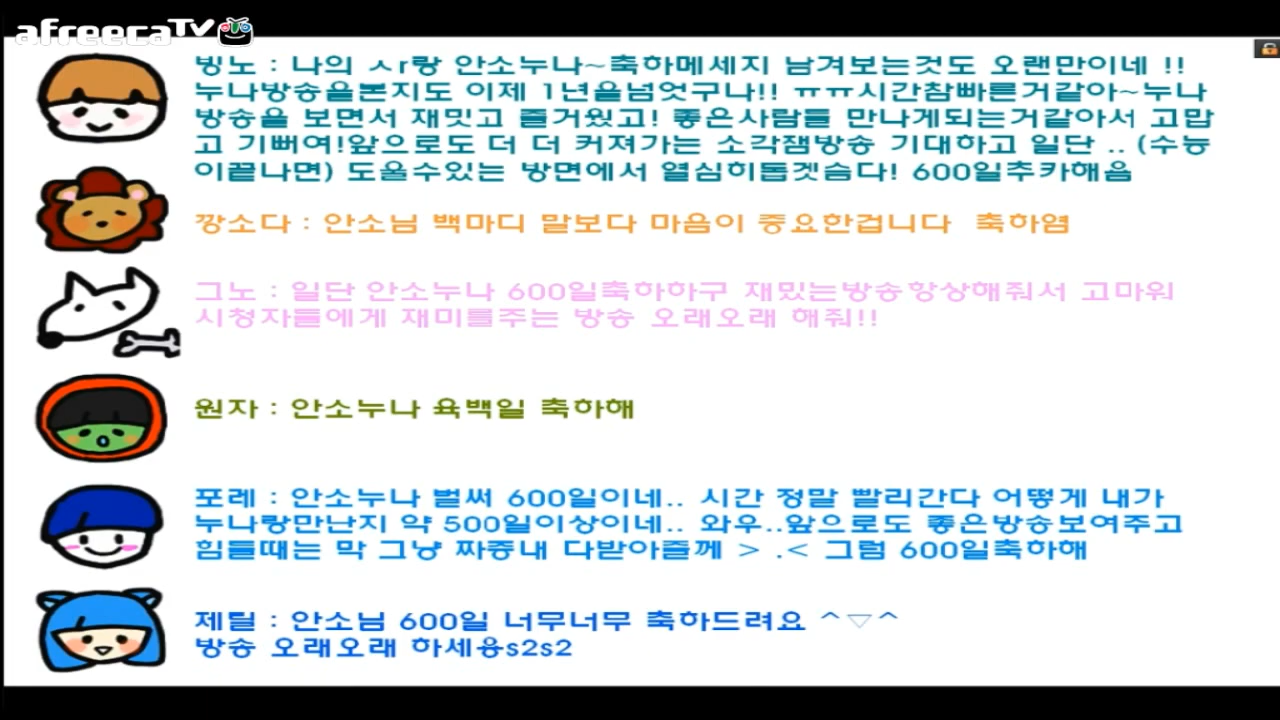 afreecaTV
빙노 : 나의 ㅅr랑 안소누나~축하메세지 남겨보는것도 오랜만이네 !!
누나방송을본지도 이제 1년을넘엇구나!! ㅠㅠ시간참빠른거같아~누나
방송을 보면서 재밋고 즐거웠고! 좋은사람들 만나게되는거같아서 고맙
고 기뻐여!앞으로도 더 더 커져가는 소각잼방송 기대하고 일단 .. (수능
이끝나면) 도울수있는 방면에서 열심히돕겟슴다! 600일추카해욤
깡소다 : 안소님 백마디 말보다 마음이 중요한겁니다 축하염
그노 : 일단 안소누나 600일축하하구 재밌는방송항상해줘서 고마워
시청자들에게 재미를주는 방송 오래오래 해줘!!
원자 : 안소누나 육백일 축하해
포레 : 안소누나 벌써 600일이네.. 시간 정말 빨리간다 어떻게 내가
누나랑만난지 약 500일이상이네.. 와우..앞으로도 좋은방송보여주고
힘들때는 막 그냥 짜증내 다받아줄께 > .< 그럼 600일축하해
제틸 : 안소님 600일 너무너무 축하드려요 ^▽^
방송 오래오래 하세용s2s2